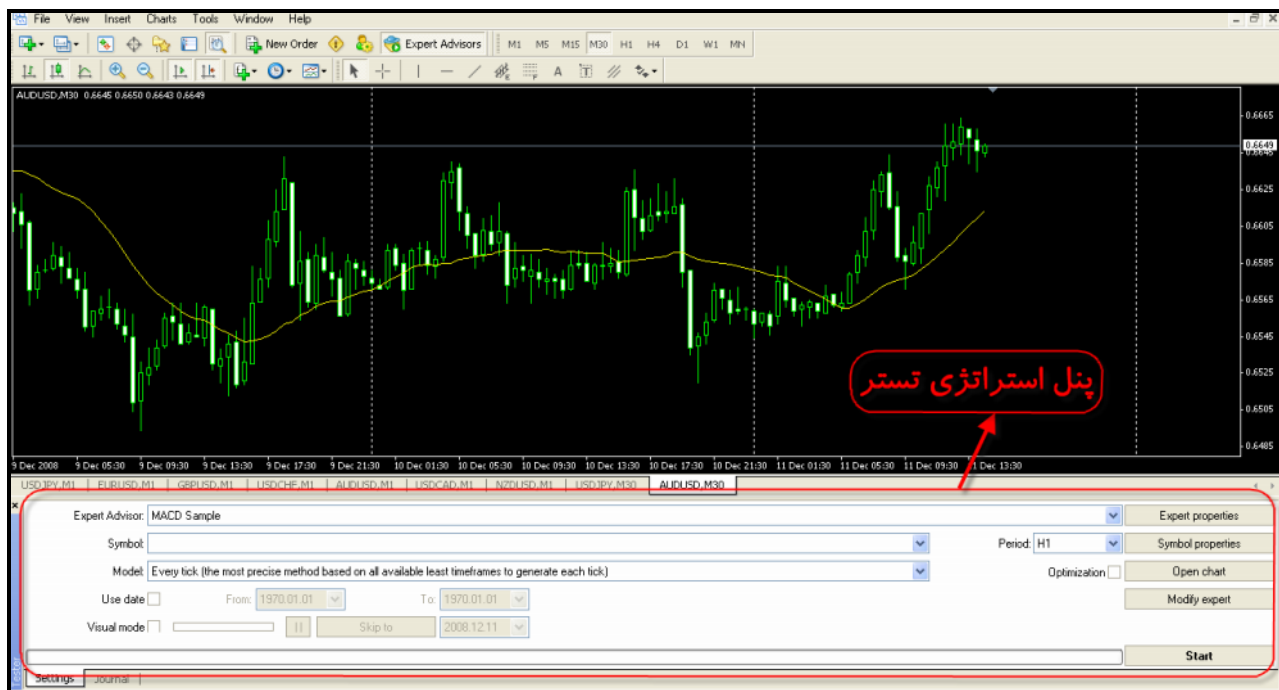 File View Insert Charts Tools Window Help
New Order Expert Advisors M1 M5 M15 M30 H1 H4 D1 W1 MN
AUDUSD,M30 0.6645 0.6650 0.6643 0.6649
0.6665
0.6649
0.6645
0.6625
0.6605
0.6585
0.6565
0.6545
0.6525
0.6505
0.6485
پنل استراتژی تستر
9 Dec 2008 9 Dec 05:30 9 Dec 09:30 9 Dec 13:30 9 Dec 17:30 9 Dec 21:30 10 Dec 01:30 10 Dec 05:30 10 Dec 09:30 10 Dec 13:30 10 Dec 17:30 10 Dec 21:30 11 Dec 01:30 11 Dec 05:30 11 Dec 09:30 11 Dec 13:30
USDJPY,M1 EURUSD,M1 GBPUSD,M1 USDCHF,M1 AUDUSD,M1 USDCAD,M1 NZDUSD,M1 USDJPY,M30 AUDUSD,M30
Expert Advisor: MACD Sample Expert properties
Symbol: Period: H1 Symbol properties
Model: Every tick (the most precise method based on all available least timeframes to generate each tick) Optimization Open chart
Use date From: 1970.01.01 To: 1970.01.01 Modify expert
Visual mode Skip to 2008.12.11
Start
Tester
Settings Journal